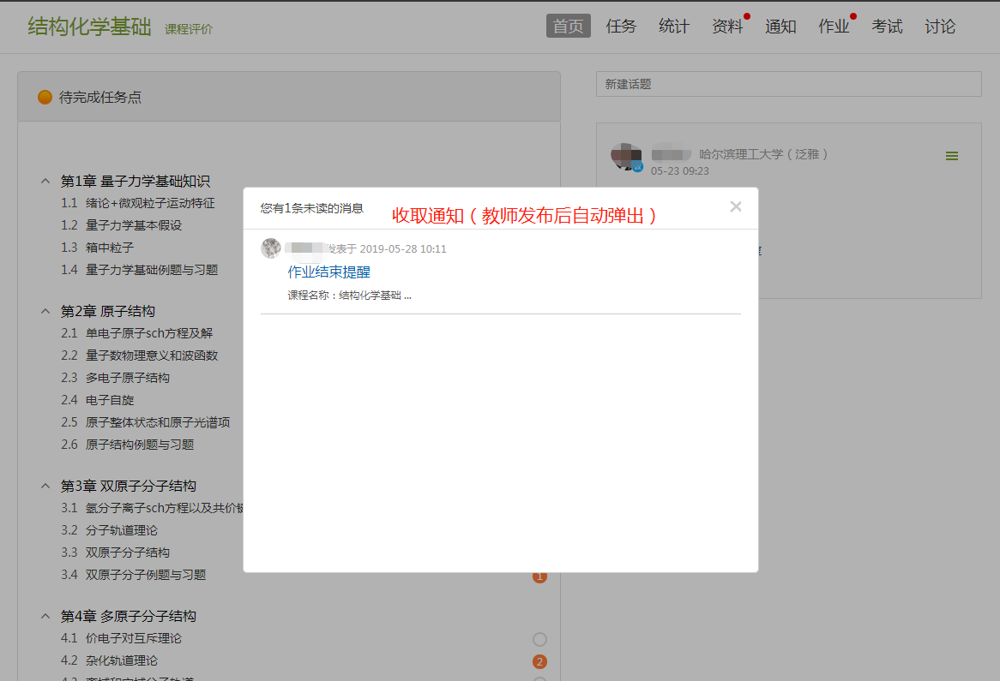 结构化学基础 课程评价 首页 任务 统计 资料 通知 作业 考试 讨论
待完成任务点
第1章 量子力学基础知识
1.1 绪论+微观粒子运动特征
1.2 量子力学基本假设
1.3 箱中粒子
1.4 量子力学基础例题与习题
第2章 原子结构
2.1 单电子原子sch方程及解
2.2 量子数物理意义和波函数
2.3 多电子原子结构
2.4 电子自旋
2.5 原子整体状态和原子光谱项
2.6 原子结构例题与习题
第3章 双原子分子结构
3.1 氢分子离子sch方程以及共价键
3.2 分子轨道理论
3.3 双原子分子结构
3.4 双原子分子例题与习题 1
第4章 多原子分子结构
4.1 价电子对互斥理论
4.2 杂化轨道理论 2
新建话题
哈尔滨理工大学（泛雅）
05-23 09:23
您有1条未读的消息
收取通知（教师发布后自动弹出）
发表于 2019-05-28 10:11
作业结束提醒
课程名称：结构化学基础 ...